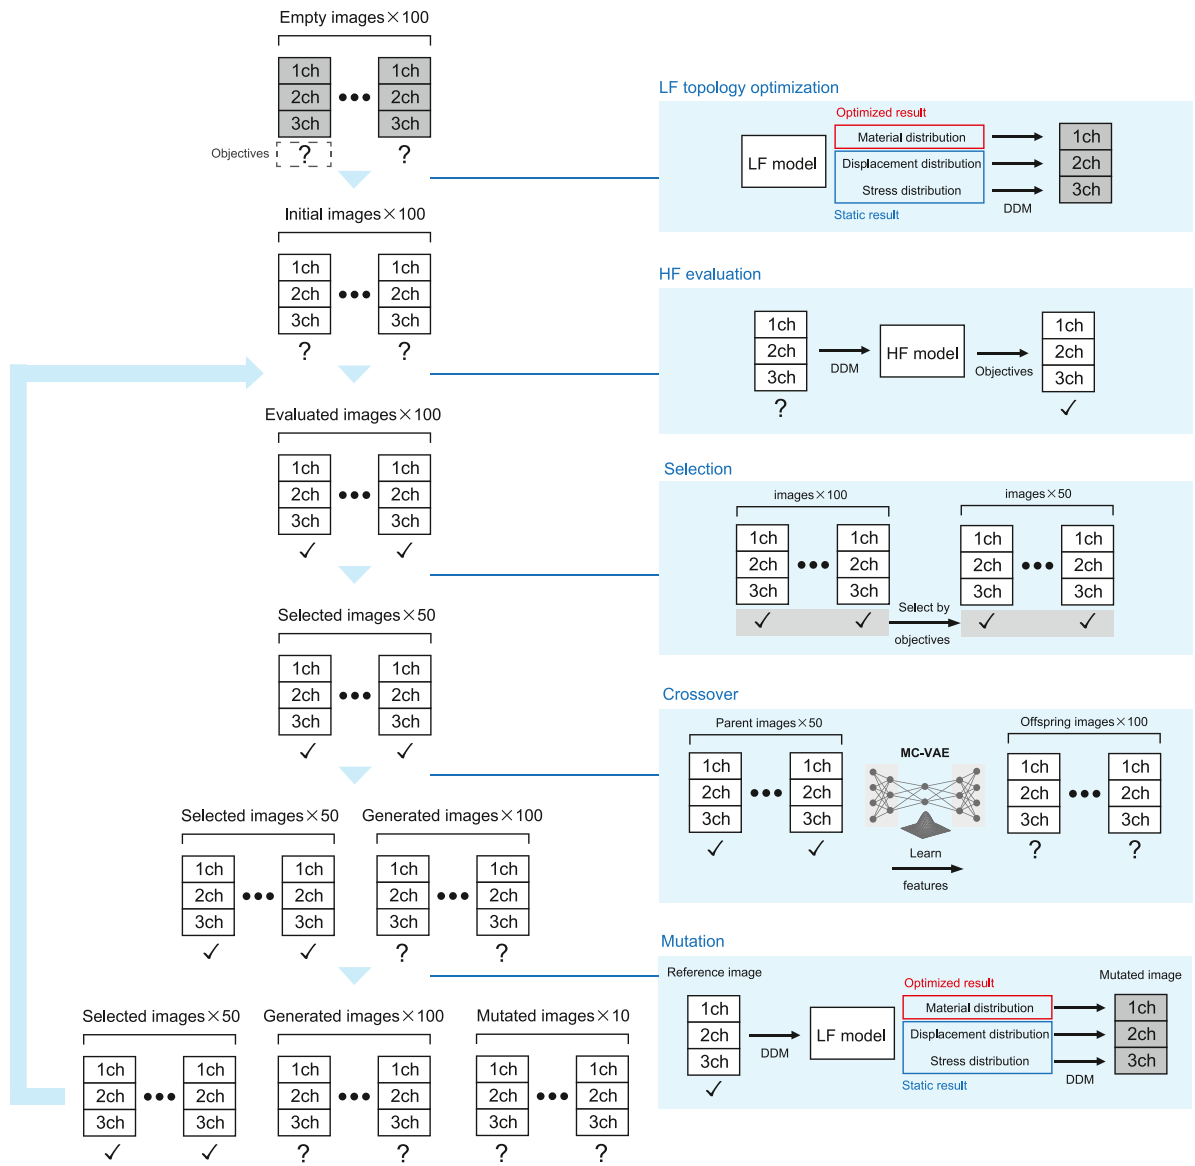 Empty images×100
1ch 1ch
2ch ••• 2ch
3ch 3ch
Objectives ? ?
Initial images×100
1ch 1ch
2ch ••• 2ch
3ch 3ch
? ?
Evaluated images×100
1ch 1ch
2ch ••• 2ch
3ch 3ch
✓ ✓
Selected images×50
1ch 1ch
2ch ••• 2ch
3ch 3ch
✓ ✓
Selected images×50 Generated images×100
1ch 1ch 1ch 1ch
2ch ••• 2ch 2ch ••• 2ch
3ch 3ch 3ch 3ch
✓ ✓ ? ?
Selected images×50 Generated images×100 Mutated images×10
1ch 1ch 1ch 1ch 1ch 1ch
2ch ••• 2ch 2ch ••• 2ch 2ch ••• 2ch
3ch 3ch 3ch 3ch 3ch 3ch
✓ ✓ ? ? ? ?
LF topology optimization
Optimized result
LF model
Material distribution
Displacement distribution
Stress distribution
Static result
DDM
1ch
2ch
3ch
HF evaluation
1ch
2ch
3ch
?
DDM
HF model
Objectives
1ch
2ch
3ch
✓
Selection
images×100 images×50
1ch 1ch 1ch 1ch
2ch ••• 2ch 2ch ••• 2ch
3ch 3ch 3ch 3ch
✓ ✓ ✓ ✓
Select by
objectives
Crossover
Parent images×50 Offspring images×100
MC-VAE
1ch 1ch 1ch 1ch
2ch ••• 2ch 2ch ••• 2ch
3ch 3ch 3ch 3ch
✓ ✓ ? ?
Learn
features
Mutation
Reference image
1ch
2ch
3ch
✓
DDM
LF model
Optimized result
Material distribution
Displacement distribution
Stress distribution
Static result
DDM
Mutated image
1ch
2ch
3ch